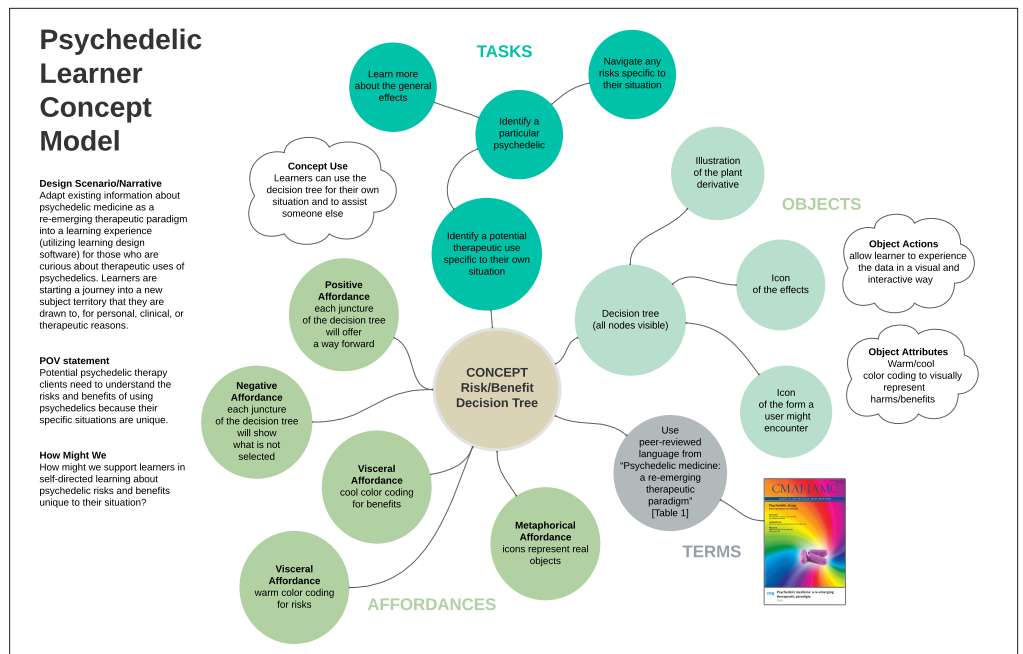 Psychedelic
Learner
Concept
Model
Design Scenario/Narrative
Adapt existing information about
psychedelic medicine as a
re-emerging therapeutic paradigm
into a learning experience
(utilizing learning design
software) for those who are
curious about therapeutic uses of
psychedelics. Learners are
starting a journey into a new
subject territory that they are
drawn to, for personal, clinical, or
therapeutic reasons.
POV statement
Potential psychedelic therapy
clients need to understand the
risks and benefits of using
psychedelics because their
specific situations are unique.
How Might We
How might we support learners in
self-directed learning about
psychedelic risks and benefits
unique to their situation?
TASKS
Learn more
about the general
effects
Identify a
particular
psychedelic
Navigate any
risks specific to
their situation
Identify a potential
therapeutic use
specific to their own
situation
Concept Use
Learners can use the
decision tree for their own
situation and to assist
someone else
OBJECTS
Illustration
of the plant
derivative
Icon
of the effects
Decision tree
(all nodes visible)
Icon
of the form a
user might
encounter
Object Actions
allow learner to experience
the data in a visual and
interactive way
Object Attributes
Warm/cool
color coding to visually
represent
harms/benefits
CONCEPT
Risk/Benefit
Decision Tree
Positive
Affordance
each juncture
of the decision tree
will offer
a way forward
Negative
Affordance
each juncture
of the decision tree
will show
what is not
selected
Visceral
Affordance
cool color coding
for benefits
Visceral
Affordance
warm color coding
for risks
Metaphorical
Affordance
icons represent real
objects
AFFORDANCES
Use
peer-reviewed
language from
“Psychedelic medicine:
a re-emerging
therapeutic
paradigm”
[Table 1]
TERMS
CMAJ JAMC
Psychedelic drugs
Psychedelic medicine: a re-emerging
therapeutic paradigm